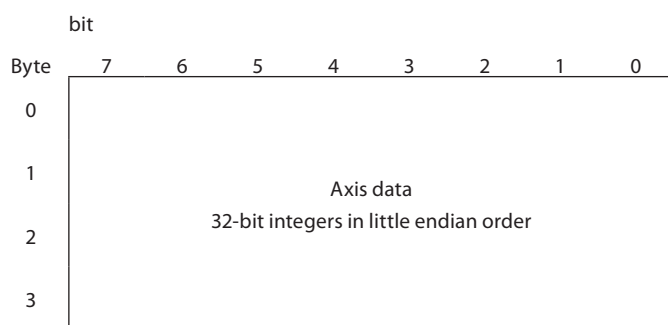 bit
Byte 7 6 5 4 3 2 1 0
0
1
Axis data
32-bit integers in little endian order
2
3